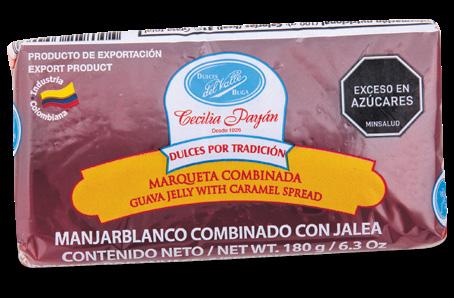 PRODUCTO DE EXPORTACIÓN
EXPORT PRODUCT
Industria
Colombiana
DULCES
del Valle
BUGA
Cecilia Payán
Desde 1926
DULCES POR TRADICIÓN
EXCESO EN
AZÚCARES
MINSALUD
MARQUETA COMBINADA
GUAVA JELLY WITH CARAMEL SPREAD
MANJARBLANCO COMBINADO CON JALEA
CONTENIDO NETO / NET WT. 180 g / 6.3 Oz